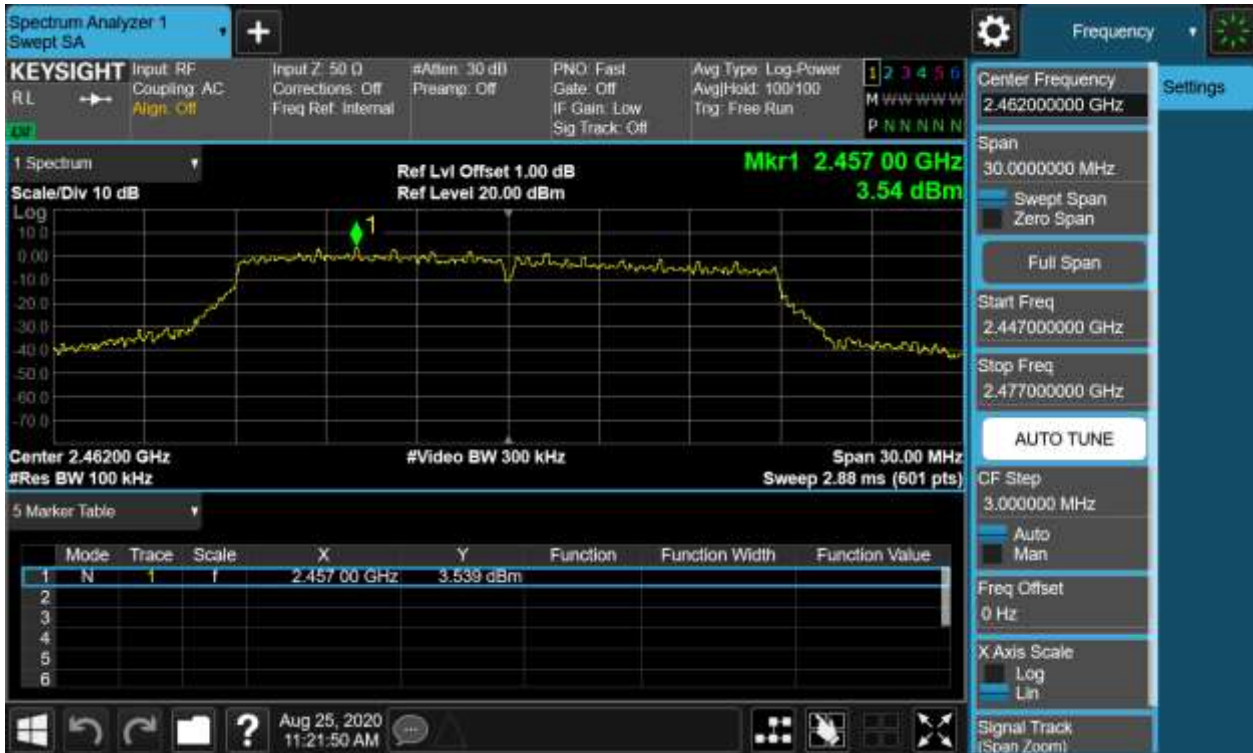 Spectrum Analyzer 1
Swept SA
+
Frequency
KEYSIGHT
RL
Input: RF
Coupling: AC
Align: Off
Input Z: 50 Ω
Corrections: Off
Freq Ref: Internal
#Atten: 30 dB
Preamp: Off
PNO: Fast
Gate: Off
IF Gain: Low
Sig Track: Off
Avg Type: Log-Power
Avg|Hold: 100/100
Trig: Free Run
1 2 3 4 5 6
M W W W W W
P N N N N N
1 Spectrum
Scale/Div 10 dB
Ref Lvl Offset 1.00 dB
Ref Level 20.00 dBm
Mkr1 2.457 00 GHz
3.54 dBm
Log
10.0
0.00
-10.0
-20.0
-30.0
-40.0
-50.0
-60.0
-70.0
1
Center 2.46200 GHz
#Res BW 100 kHz
#Video BW 300 kHz
Span 30.00 MHz
Sweep 2.88 ms (601 pts)
5 Marker Table
Mode Trace Scale X Y Function Function Width Function Value
1 N 1 f 2.457 00 GHz 3.539 dBm
2
3
4
5
6
?
Aug 25, 2020
11:21:50 AM
Center Frequency
2.462000000 GHz
Settings
Span
30.0000000 MHz
Swept Span
Zero Span
Full Span
Start Freq
2.447000000 GHz
Stop Freq
2.477000000 GHz
AUTO TUNE
CF Step
3.000000 MHz
Auto
Man
Freq Offset
0 Hz
X Axis Scale
Log
Lin
Signal Track
(Span Zoom)